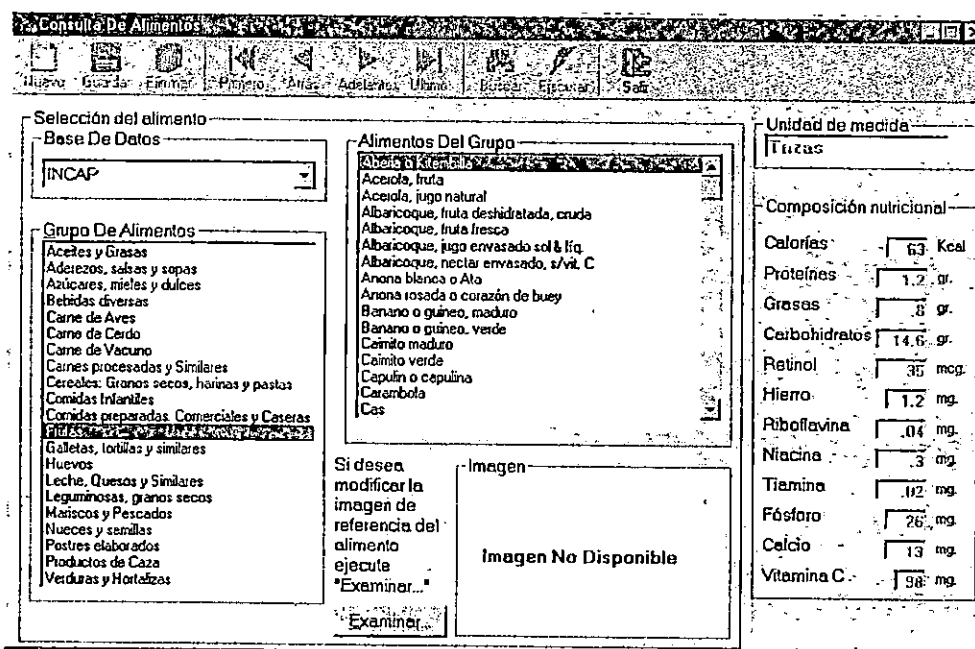 Consulta De Alimentos
Nuevo Guardar Eliminar Primero Atrás Adelante Ultimo Buscar Ejecutar Salir
Selección del alimento
Base De Datos
INCAP
Grupo De Alimentos
Aceites y Grasas
Aderezos, salsas y sopas
Azúcares, mieles y dulces
Bebidas diversas
Carne de Aves
Carne de Cerdo
Carne de Vacuno
Carnes procesadas y Similares
Cereales: Granos secos, harinas y pastas
Comidas Infantiles
Comidas preparadas. Comerciales y Caseras
Frutas
Galletas, tortillas y similares
Huevos
Leche, Quesos y Similares
Leguminosas, granos secos
Mariscos y Pescados
Nueces y semillas
Postres elaborados
Productos de Caza
Verduras y Hortalizas
Alimentos Del Grupo
Acerola, fruta
Acerola, jugo natural
Albaricoque, fruta deshidratada, cruda
Albaricoque, fruta fresca
Albaricoque, jugo envasado sol & líq.
Albaricoque, nectar envasado, s/vit. C
Anona blanca o Ata
Anona rosada o corazón de buey
Banano o guineo, maduro
Banano o guineo, verde
Caimito maduro
Caimito verde
Capulín o capulina
Carambola
Cas
Si desea
modificar la
imagen de
referencia del
alimento
ejecute
"Examinar..."
Examinar...
Imagen
Imagen No Disponible
Unidad de medida
Tazas
Composición nutricional
Calorías 63 Kcal
Proteínas 1.2 gr.
Grasas .8 gr.
Carbohidratos 14.6 gr.
Retinol 35 mcg.
Hierro 1.2 mg.
Riboflavina .04 mg.
Niacina .3 mg.
Tiamina .02 mg.
Fósforo 26 mg.
Calcio 13 mg.
Vitamina C 98 mg.